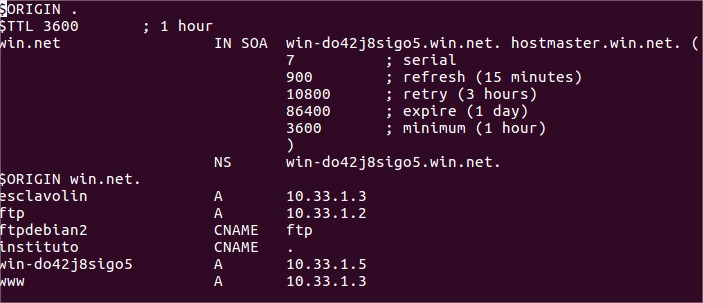 $ORIGIN .
$TTL 3600 ; 1 hour
win.net IN SOA win-do42j8sigo5.win.net. hostmaster.win.net. (
7 ; serial
900 ; refresh (15 minutes)
10800 ; retry (3 hours)
86400 ; expire (1 day)
3600 ; minimum (1 hour)
)
NS win-do42j8sigo5.win.net.
$ORIGIN win.net.
esclavolin A 10.33.1.3
ftp A 10.33.1.2
ftpdebian2 CNAME ftp
instituto CNAME .
win-do42j8sigo5 A 10.33.1.5
www A 10.33.1.3